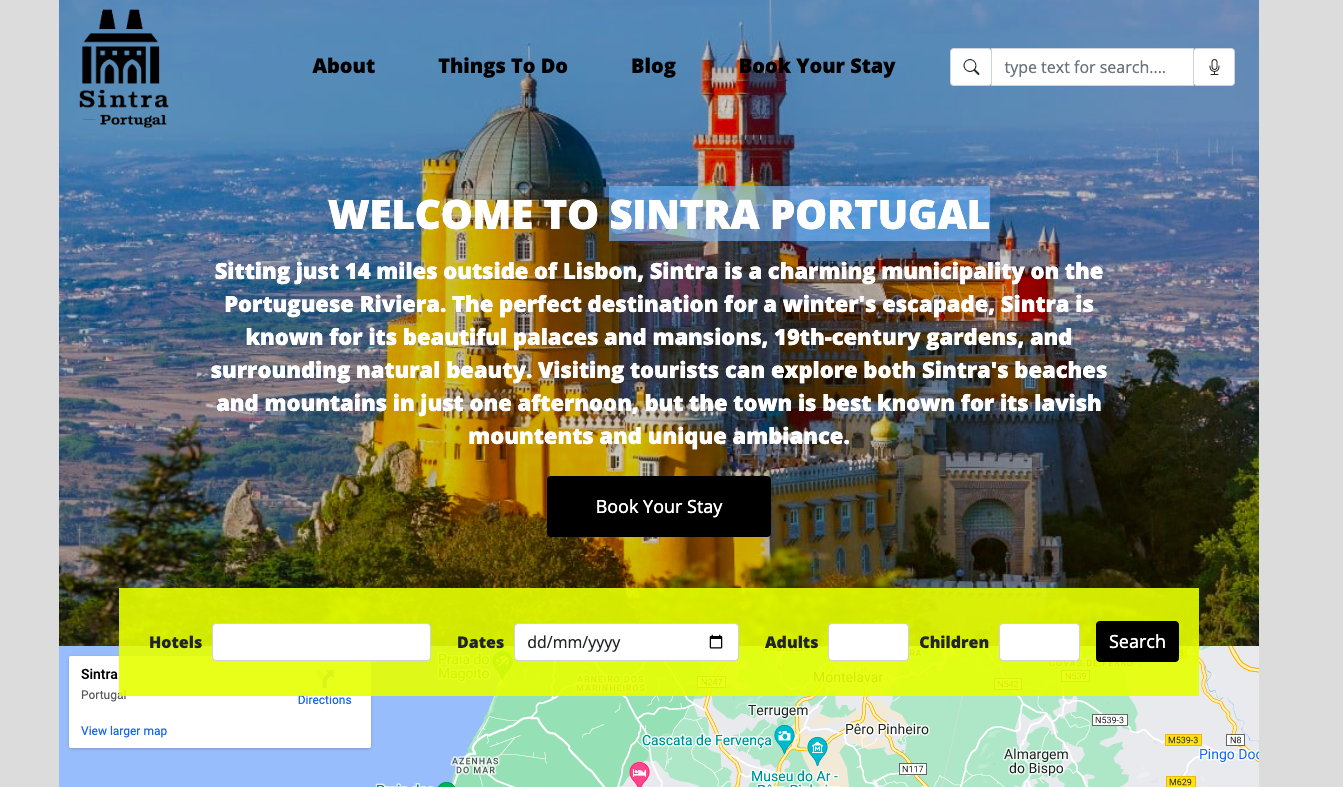 Sintra
Portugal
About
Things To Do
Blog
Book Your Stay
type text for search....
WELCOME TO SINTRA PORTUGAL
Sitting just 14 miles outside of Lisbon, Sintra is a charming municipality on the
Portuguese Riviera. The perfect destination for a winter's escapade, Sintra is
known for its beautiful palaces and mansions, 19th-century gardens, and
surrounding natural beauty. Visiting tourists can explore both Sintra's beaches
and mountains in just one afternoon, but the town is best known for its lavish
mountents and unique ambiance.
Book Your Stay
Hotels
Dates
dd/mm/yyyy
Adults
Children
Search
Sintra
Portugal
Directions
View larger map
Praia do
Magoito
ARNEIRO DOS
MARINHEIROS
N247
Montelavar
N542
N539
Terrugem
N539-3
Pêro Pinheiro
Cascata de Fervença
M539-3
N8
Almargem
do Bispo
Pingo Doc
AZENHAS
DO MAR
N117
Museu do Ar -
Pêro Pinheiro
M629